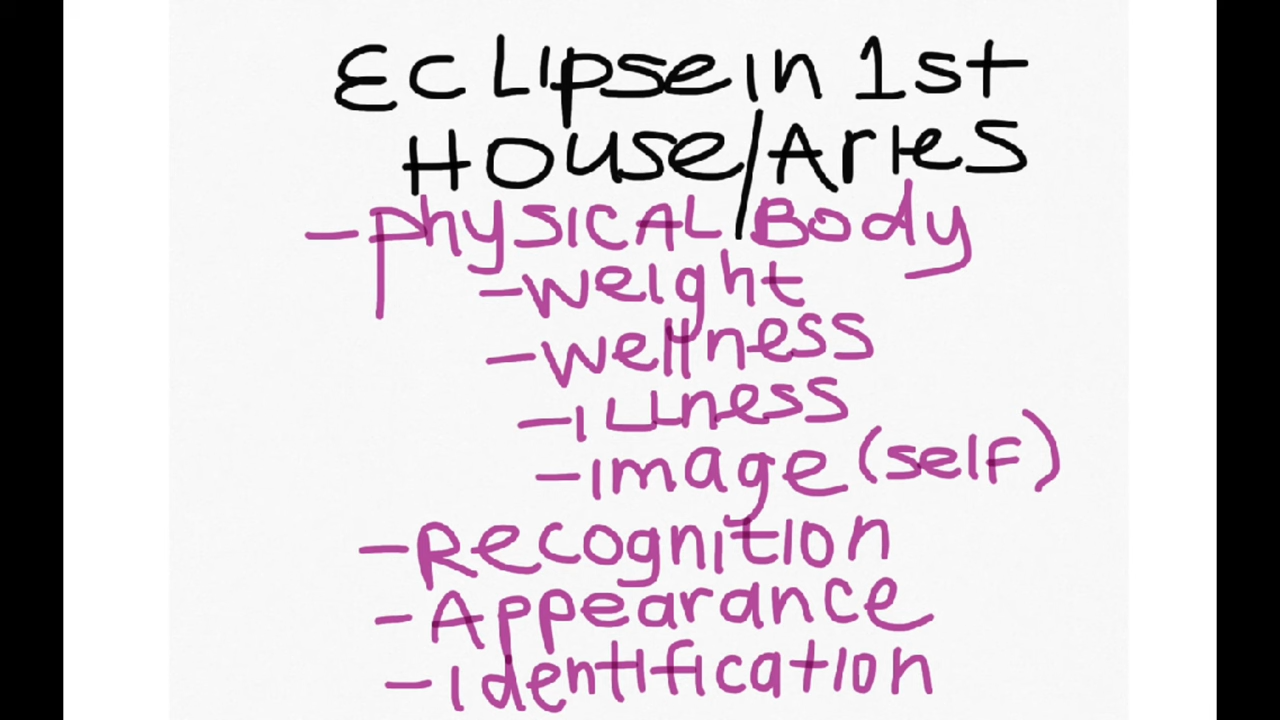 Eclipse in 1st
House/Aries
- Physical Body
- weight
- wellness
- illness
- image (self)
- Recognition
- Appearance
- identification